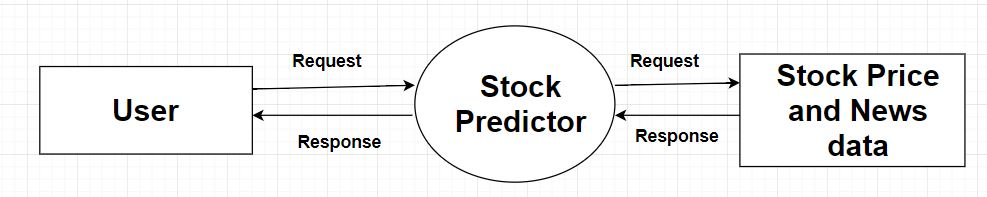 Request
Request
User
Stock
Predictor
Stock Price
and News
data
Response
Response